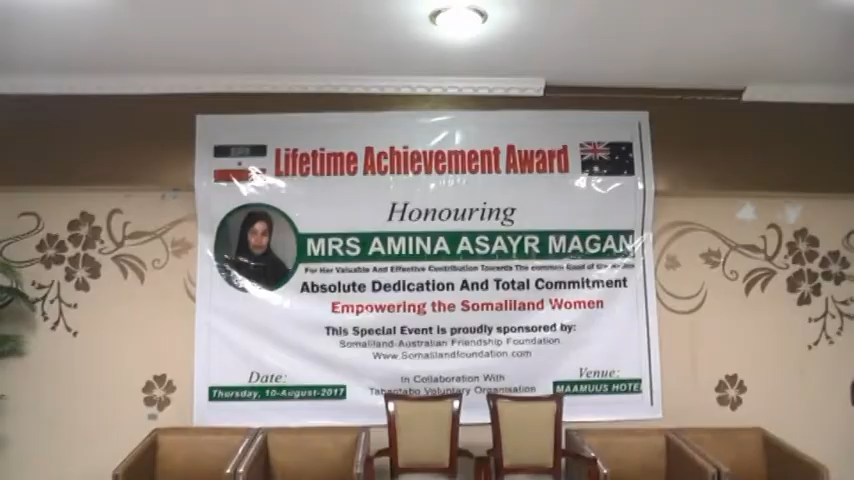 Lifetime Achievement Award
Honouring
MRS AMINA ASAYR MAGAN
For Her Valuable And Effective Contribution Towards The common Good of
Absolute Dedication And Total Commitment
Empowering the Somaliland Women
This Special Event is proudly sponsored by:
Somaliland-Australian Friendship Foundation
Www.Somalilandfoundation.com
Date:
Thursday, 10-August-2017
In Collaboration With
Voluntary Organisation
Venue:
MAAMUUS HOTEL